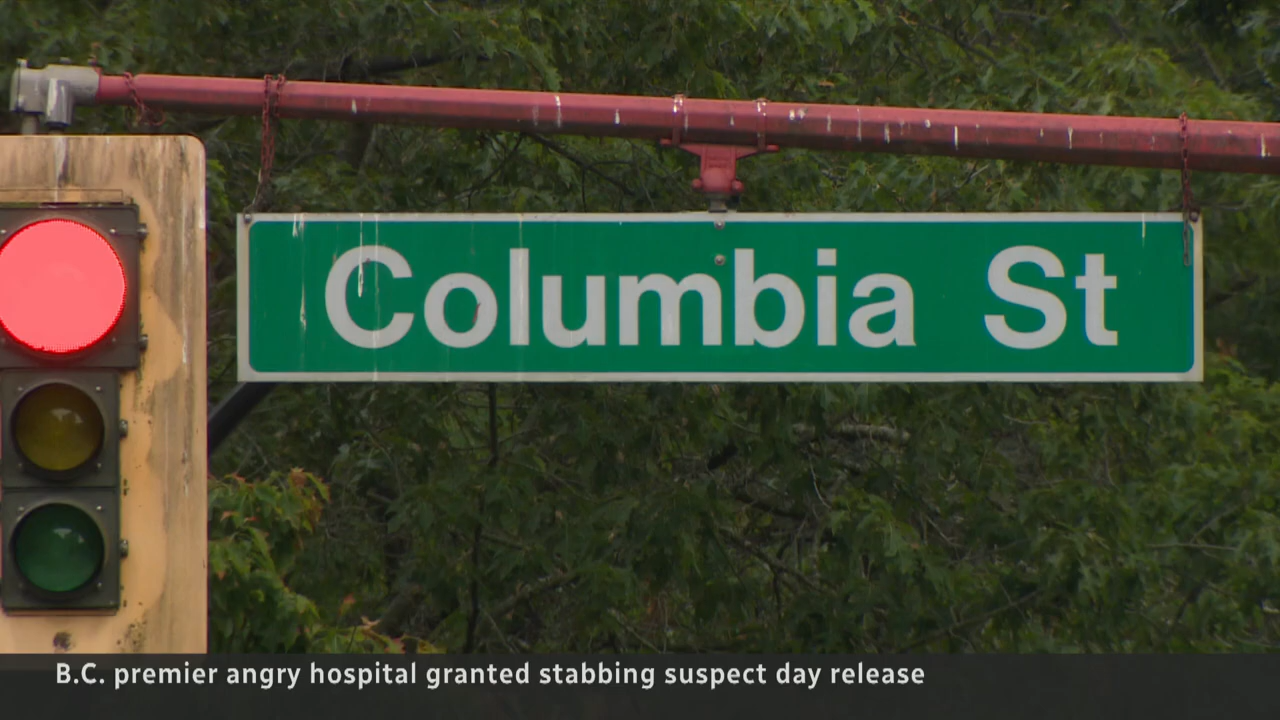 Columbia St
B.C. premier angry hospital granted stabbing suspect day release